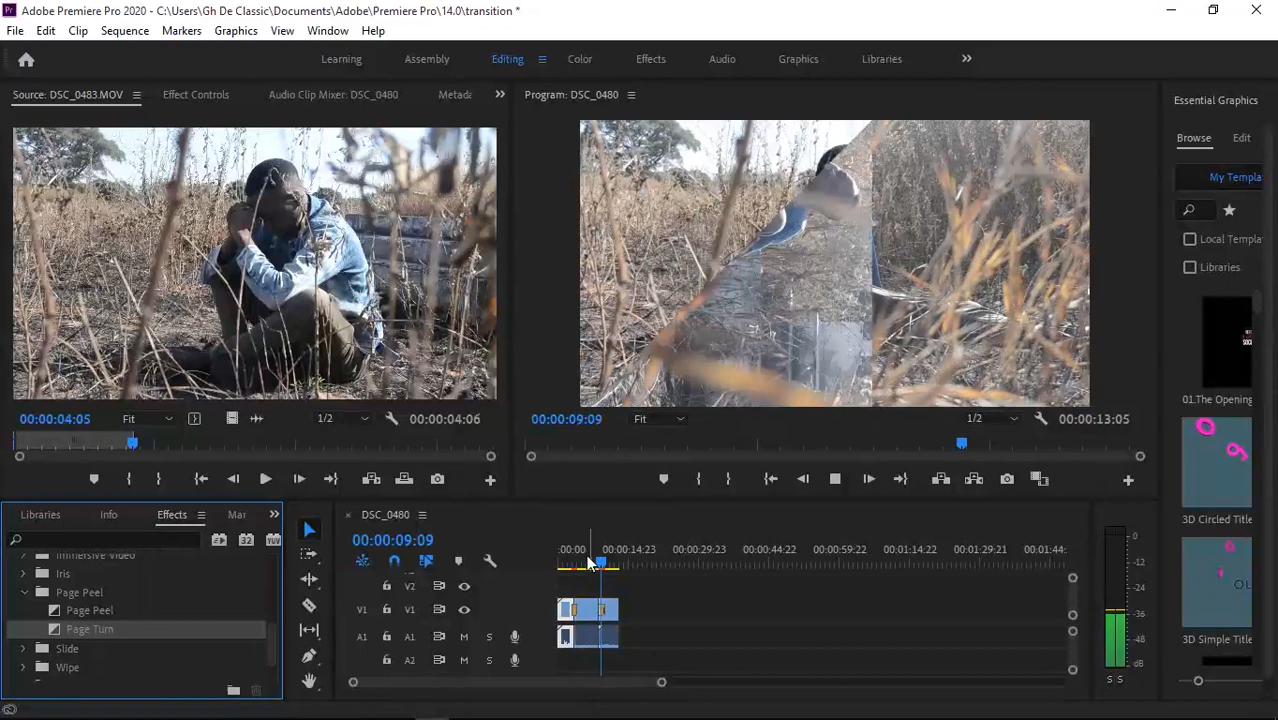 Adobe Premiere Pro 2020 - C:\Users\Gh De Classic\Documents\Adobe\Premiere Pro\14.0\transition *
File Edit Clip Sequence Markers Graphics View Window Help
Learning Assembly Editing Color Effects Audio Graphics Libraries
Source: DSC_0483.MOV Effect Controls Audio Clip Mixer: DSC_0480 Metada
Program: DSC_0480
Essential Graphics
Browse Edit
My Templa
Local Templa
Libraries
01.The Opening
3D Circled Title
3D Simple Title
00:00:04:05 Fit 1/2 00:00:04:06
00:00:09:09 Fit 1/2 00:00:13:05
Libraries Info Effects Mar
Immersive Video
Iris
Page Peel
Page Peel
Page Turn
Slide
Wipe
DSC_0480
00:00:09:09
:00:00 00:00:14:23 00:00:29:23 00:00:44:22 00:00:59:22 00:01:14:22 00:01:29:21 00:01:44:
V2
V1 V1
A1 A1 M S
A2 M S
0
-12
-24
-36
-48
dB
S S